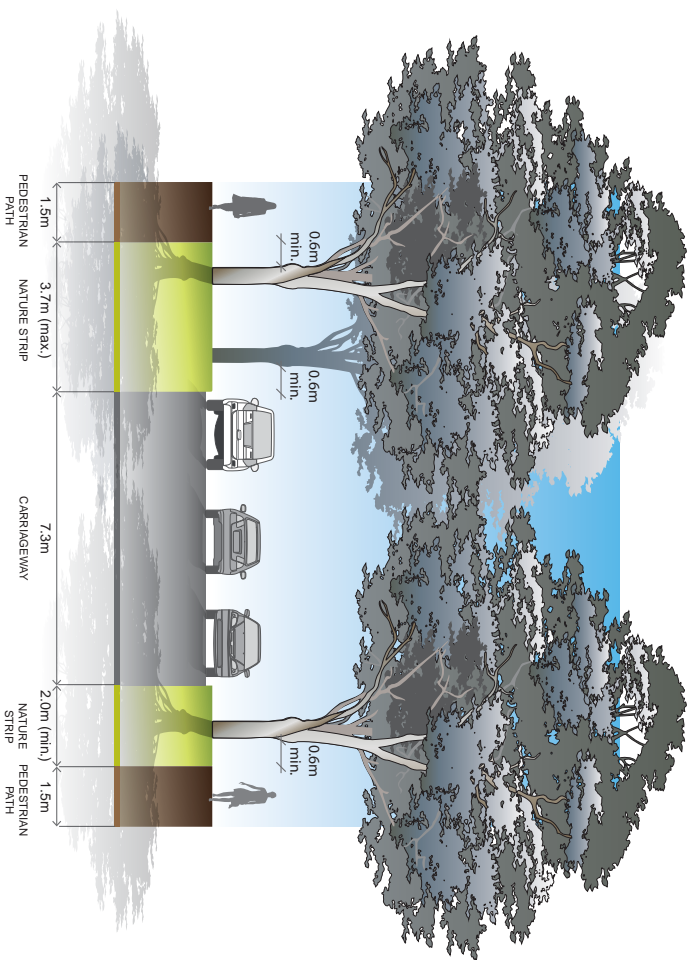 0.6m
min.
0.6m
min.
0.6m
min.
1.5m
3.7m (max.)
7.3m
2.0m (min.)
1.5m
PEDESTRIAN
PATH
NATURE STRIP
CARRIAGEWAY
NATURE
STRIP
PEDESTRIAN
PATH